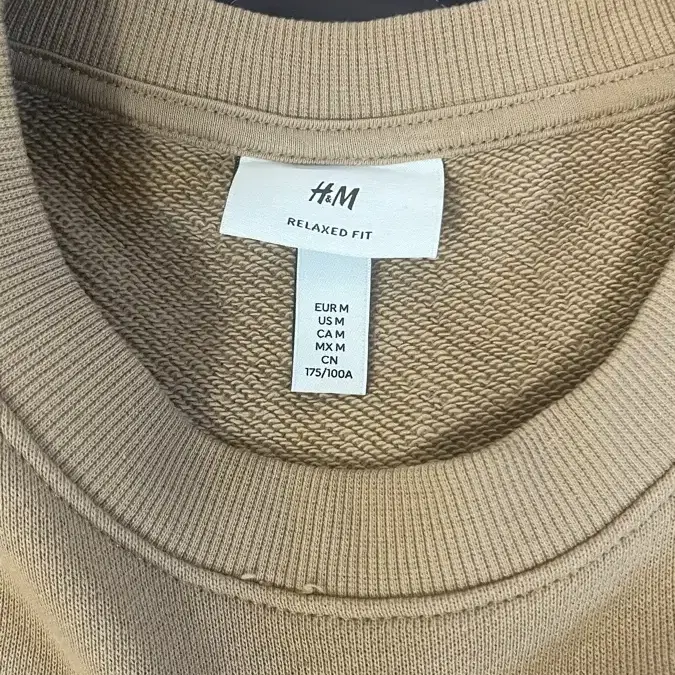 H&M
RELAXED FIT
EUR M
US M
CA M
MX M
CN
175/100A